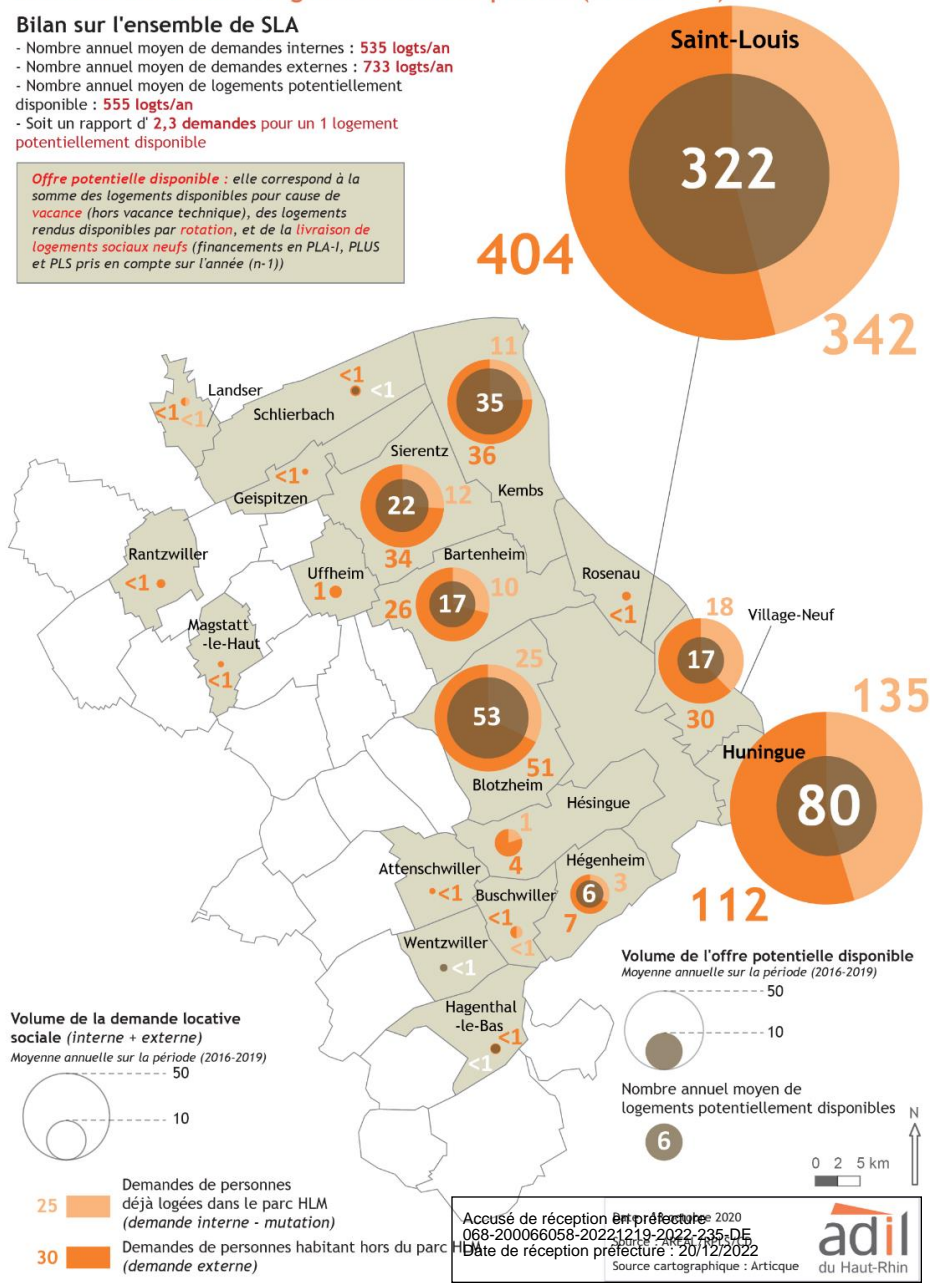 Bilan sur l'ensemble de SLA
- Nombre annuel moyen de demandes internes : 535 logts/an
- Nombre annuel moyen de demandes externes : 733 logts/an
- Nombre annuel moyen de logements potentiellement
disponible : 555 logts/an
- Soit un rapport d' 2,3 demandes pour un 1 logement
potentiellement disponible
Offre potentielle disponible : elle correspond à la
somme des logements disponibles pour cause de
vacance (hors vacance technique), des logements
rendus disponibles par rotation, et de la livraison de
logements sociaux neufs (financements en PLA-I, PLUS
et PLS pris en compte sur l'année (n-1))
Saint-Louis
322
404
342
11
35
36
Kembs
Landser
<1
<1
Schlierbach
<1
<1
Geispitzen
<1
Sierentz
22
12
34
Rantzwiller
<1
Uffheim
1
Bartenheim
10
17
26
Rosenau
<1
Magstatt
-le-Haut
<1
18
Village-Neuf
17
30
25
53
51
Blotzheim
135
Huningue
80
112
Hésingue
1
4
Hégenheim
6
3
7
Attenschwiller
<1
Buschwiller
<1
<1
Wentzwiller
<1
Hagenthal
-le-Bas
<1
<1
Volume de la demande locative
sociale (interne + externe)
Moyenne annuelle sur la période (2016-2019)
50
10
25
Demandes de personnes
déjà logées dans le parc HLM
(demande interne - mutation)
30
Demandes de personnes habitant hors du parc HLM
(demande externe)
Volume de l'offre potentielle disponible
Moyenne annuelle sur la période (2016-2019)
50
10
Nombre annuel moyen de
logements potentiellement disponibles
6
N
0 2 5 km
Accusé de réception en préfecture
068-200066058-20221219-2022-235-DE
Date de réception préfecture : 20/12/2022
2020
Source cartographique : Articque
adil
du Haut-Rhin